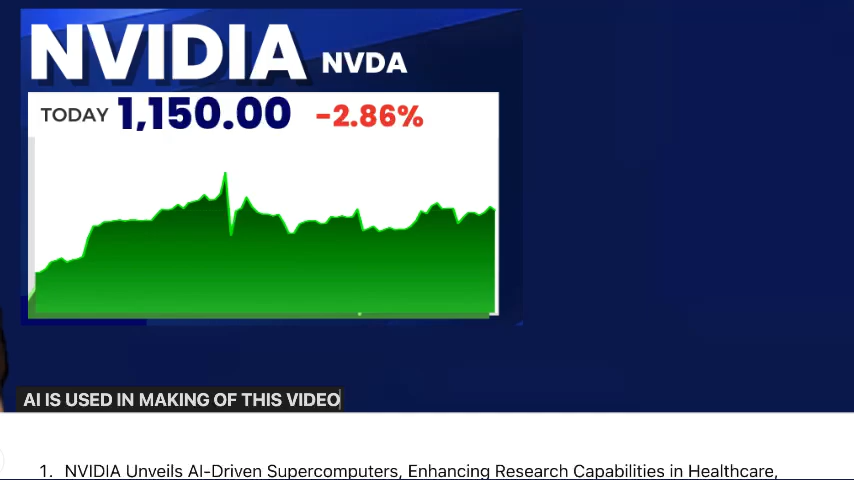 NVIDIA NVDA
TODAY 1,150.00 -2.86%
AI IS USED IN MAKING OF THIS VIDEO
1. NVIDIA Unveils AI-Driven Supercomputers, Enhancing Research Capabilities in Healthcare,